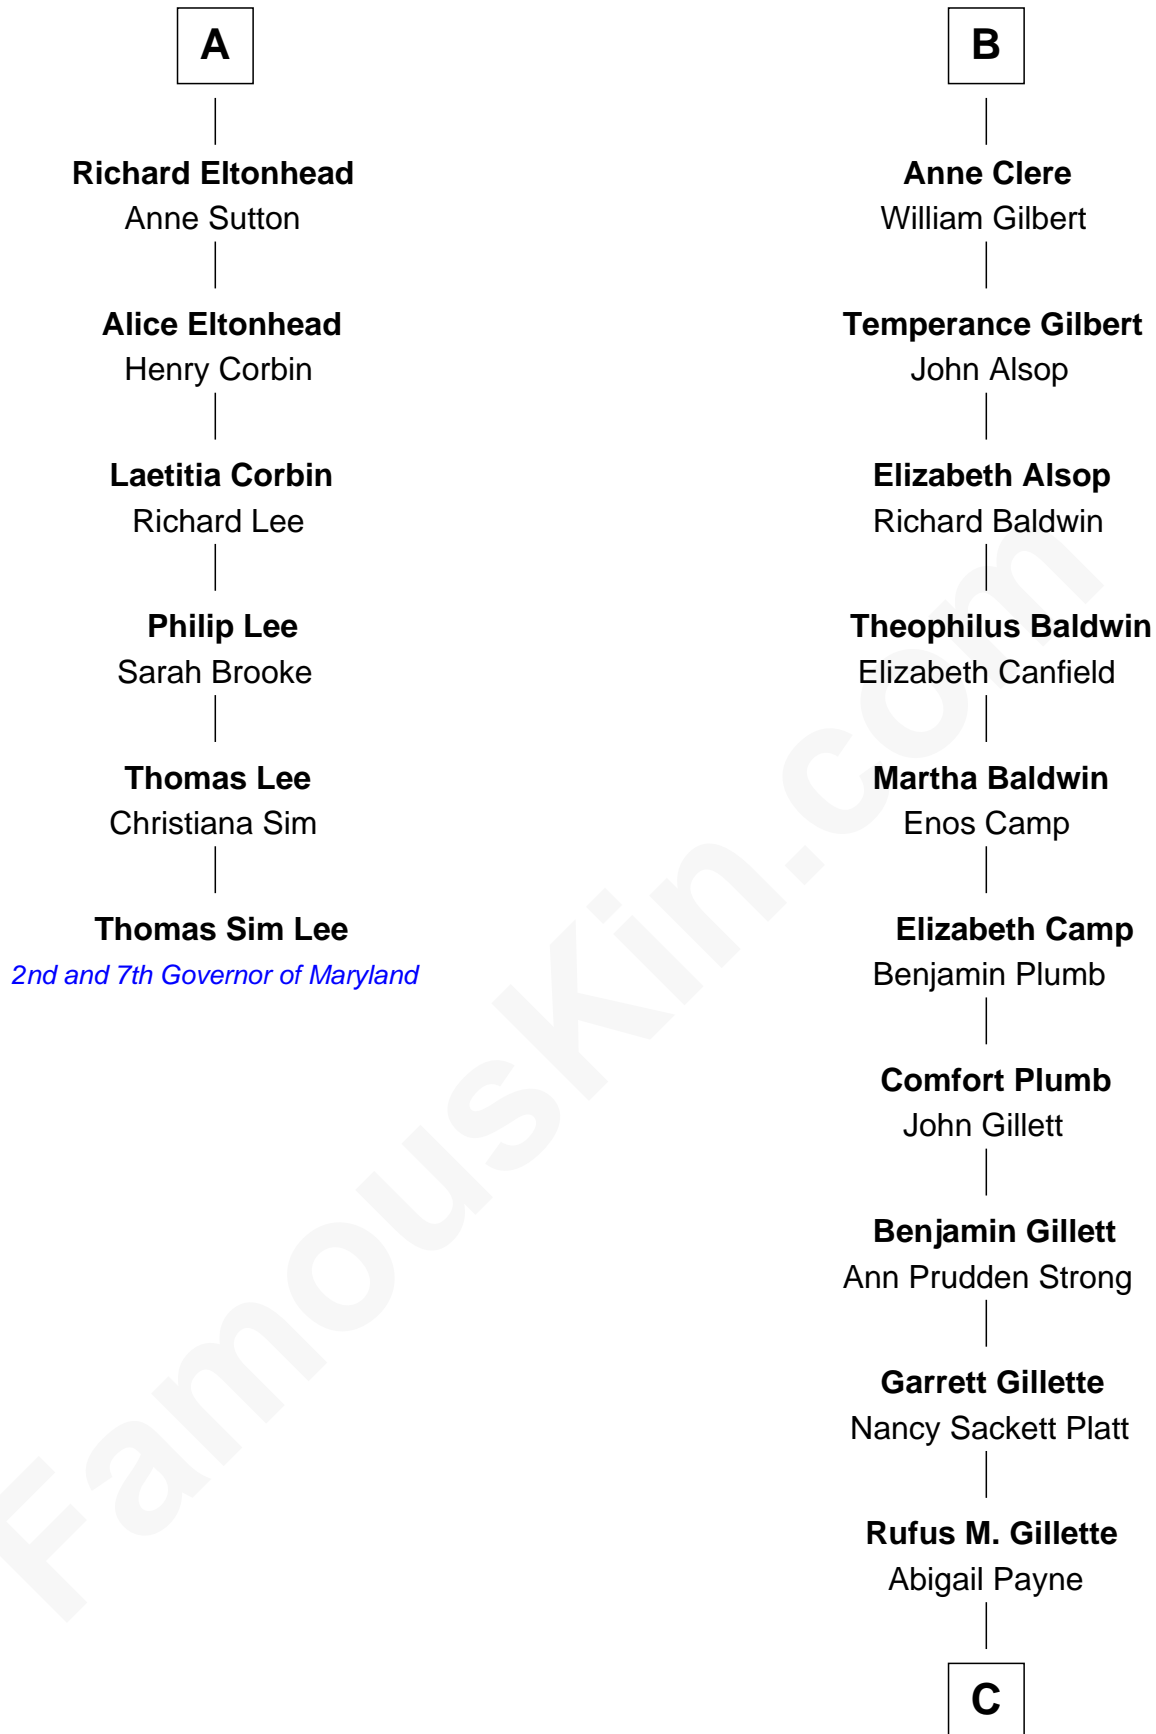 A
Richard Eltonhead
Anne Sutton
Alice Eltonhead
Henry Corbin
Laetitia Corbin
Richard Lee
Philip Lee
Sarah Brooke
Thomas Lee
Christiana Sim
Thomas Sim Lee
2nd and 7th Governor of Maryland
B
Anne Clere
William Gilbert
Temperance Gilbert
John Alsop
Elizabeth Alsop
Richard Baldwin
Theophilus Baldwin
Elizabeth Canfield
Martha Baldwin
Enos Camp
Elizabeth Camp
Benjamin Plumb
Comfort Plumb
John Gillett
Benjamin Gillett
Ann Prudden Strong
Garrett Gillette
Nancy Sackett Platt
Rufus M. Gillette
Abigail Payne
C
FamousKin.com